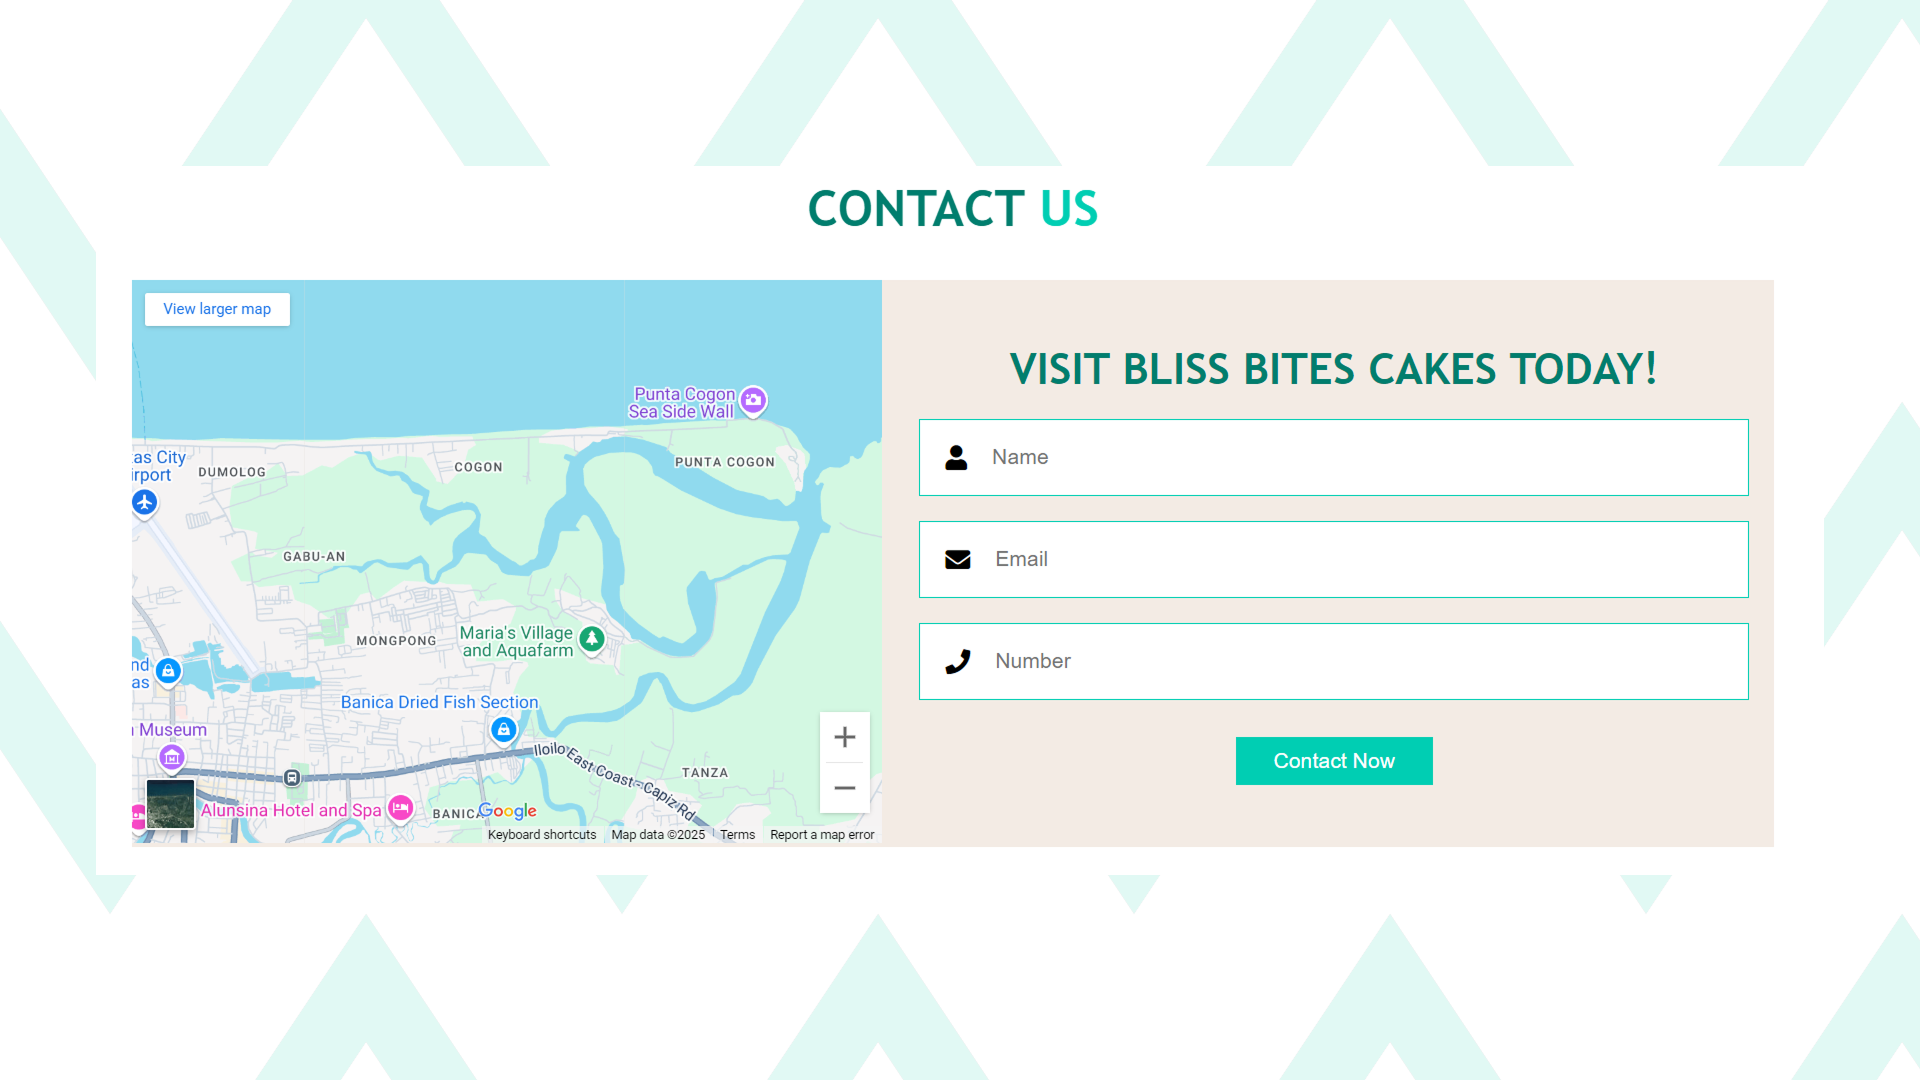 CONTACT US
View larger map
Punta Cogon
Sea Side Wall
as City
irport
DUMOLOG
COGON
PUNTA COGON
GABU-AN
MONGPONG
Maria's Village
and Aquafarm
nd
as
Banica Dried Fish Section
Museum
Iloilo East Coast - Capiz Rd
TANZA
Alunsina Hotel and Spa
BANICA
Google
Keyboard shortcuts
Map data ©2025
Terms
Report a map error
VISIT BLISS BITES CAKES TODAY!
Name
Email
Number
Contact Now